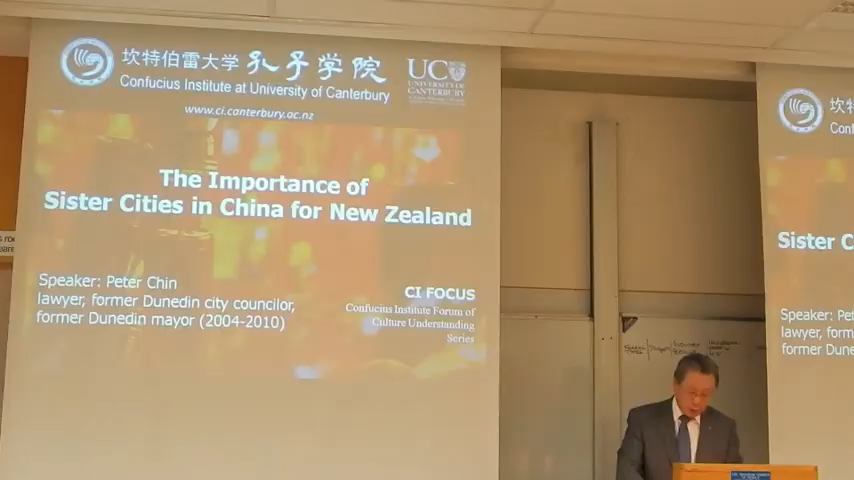 坎特伯雷大学 孔子学院
Confucius Institute at University of Canterbury
www.ci.canterbury.ac.nz
UC
UNIVERSITY OF
CANTERBURY
The Importance of
Sister Cities in China for New Zealand
Speaker: Peter Chin
lawyer, former Dunedin city councilor,
former Dunedin mayor (2004-2010)
CI FOCUS
Confucius Institute Forum of
Culture Understanding
Series
坎特
Con
Sister C
Speaker: Pet
lawyer, form
former Dune